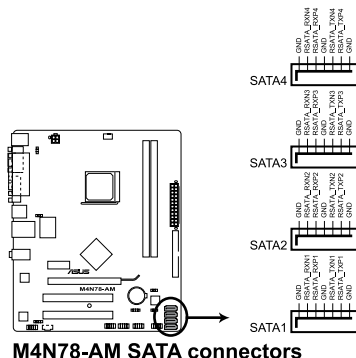 GND
RSATA_RXN4
RSATA_RXP4
GND
RSATA_TXN4
RSATA_TXP4
GND
SATA4
GND
RSATA_RXN3
RSATA_RXP3
GND
RSATA_TXN3
RSATA_TXP3
GND
SATA3
GND
RSATA_RXN2
RSATA_RXP2
GND
RSATA_TXN2
RSATA_TXP2
GND
SATA2
GND
RSATA_RXN1
RSATA_RXP1
GND
RSATA_TXN1
RSATA_TXP1
GND
SATA1
ASUS
M4N78-AM
M4N78-AM SATA connectors